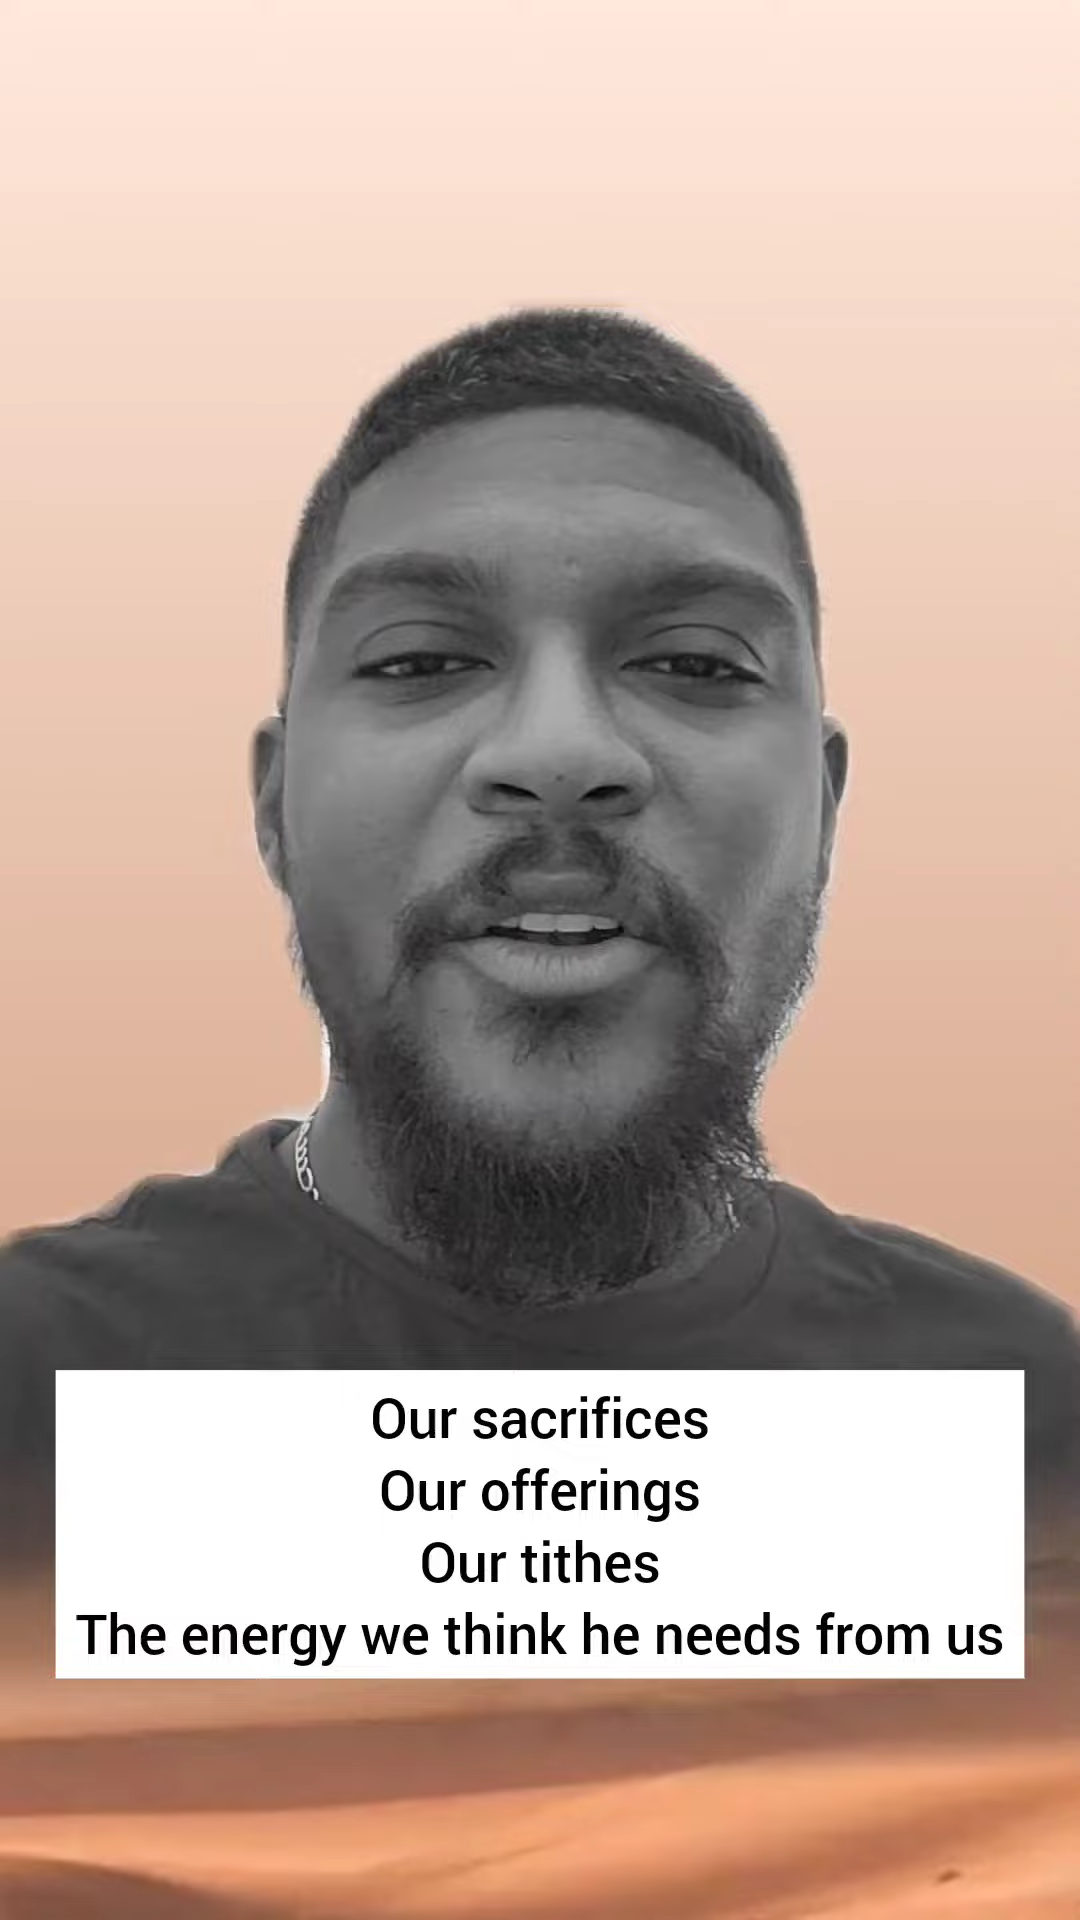 Our sacrifices
Our offerings
Our tithes
The energy we think he needs from us